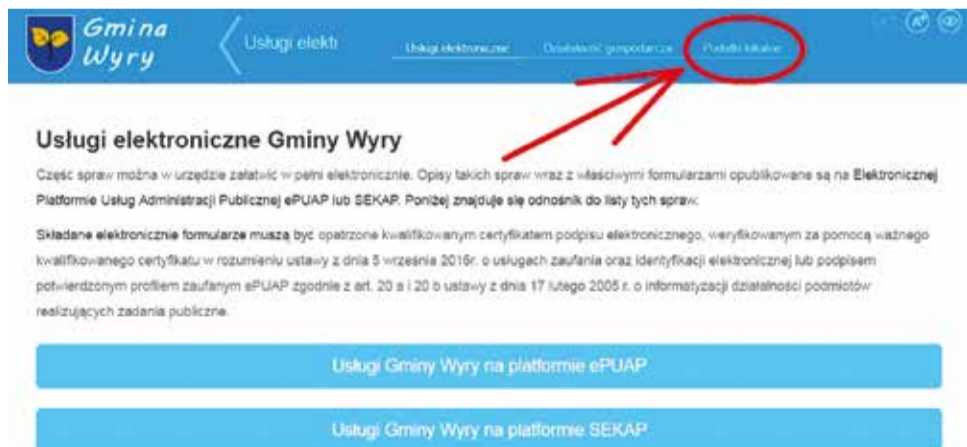 Gmina
Wyry
Usługi elektr
Usługi elektroniczne
Działalność gospodarcza
Podatki lokalne
Usługi elektroniczne Gminy Wyry
Część spraw można w urzędzie załatwić w pełni elektronicznie. Opisy takich spraw wraz z właściwymi formularzami opublikowane są na Elektronicznej
Platformie Usług Administracji Publicznej ePUAP lub SEKAP. Poniżej znajduje się odnośnik do listy tych spraw.
Składane elektronicznie formularze muszą być opatrzone kwalifikowanym certyfikatem podpisu elektronicznego, weryfikowanym za pomocą ważnego
kwalifikowanego certyfikatu w rozumieniu ustawy z dnia 5 września 2016r. o usługach zaufania oraz identyfikacji elektronicznej lub podpisem
potwierdzonym profilem zaufanym ePUAP zgodnie z art. 20 a i 20 b ustawy z dnia 17 lutego 2005 r. o informatyzacji działalności podmiotów
realizujących zadania publiczne.
Usługi Gminy Wyry na platformie ePUAP
Usługi Gminy Wyry na platformie SEKAP